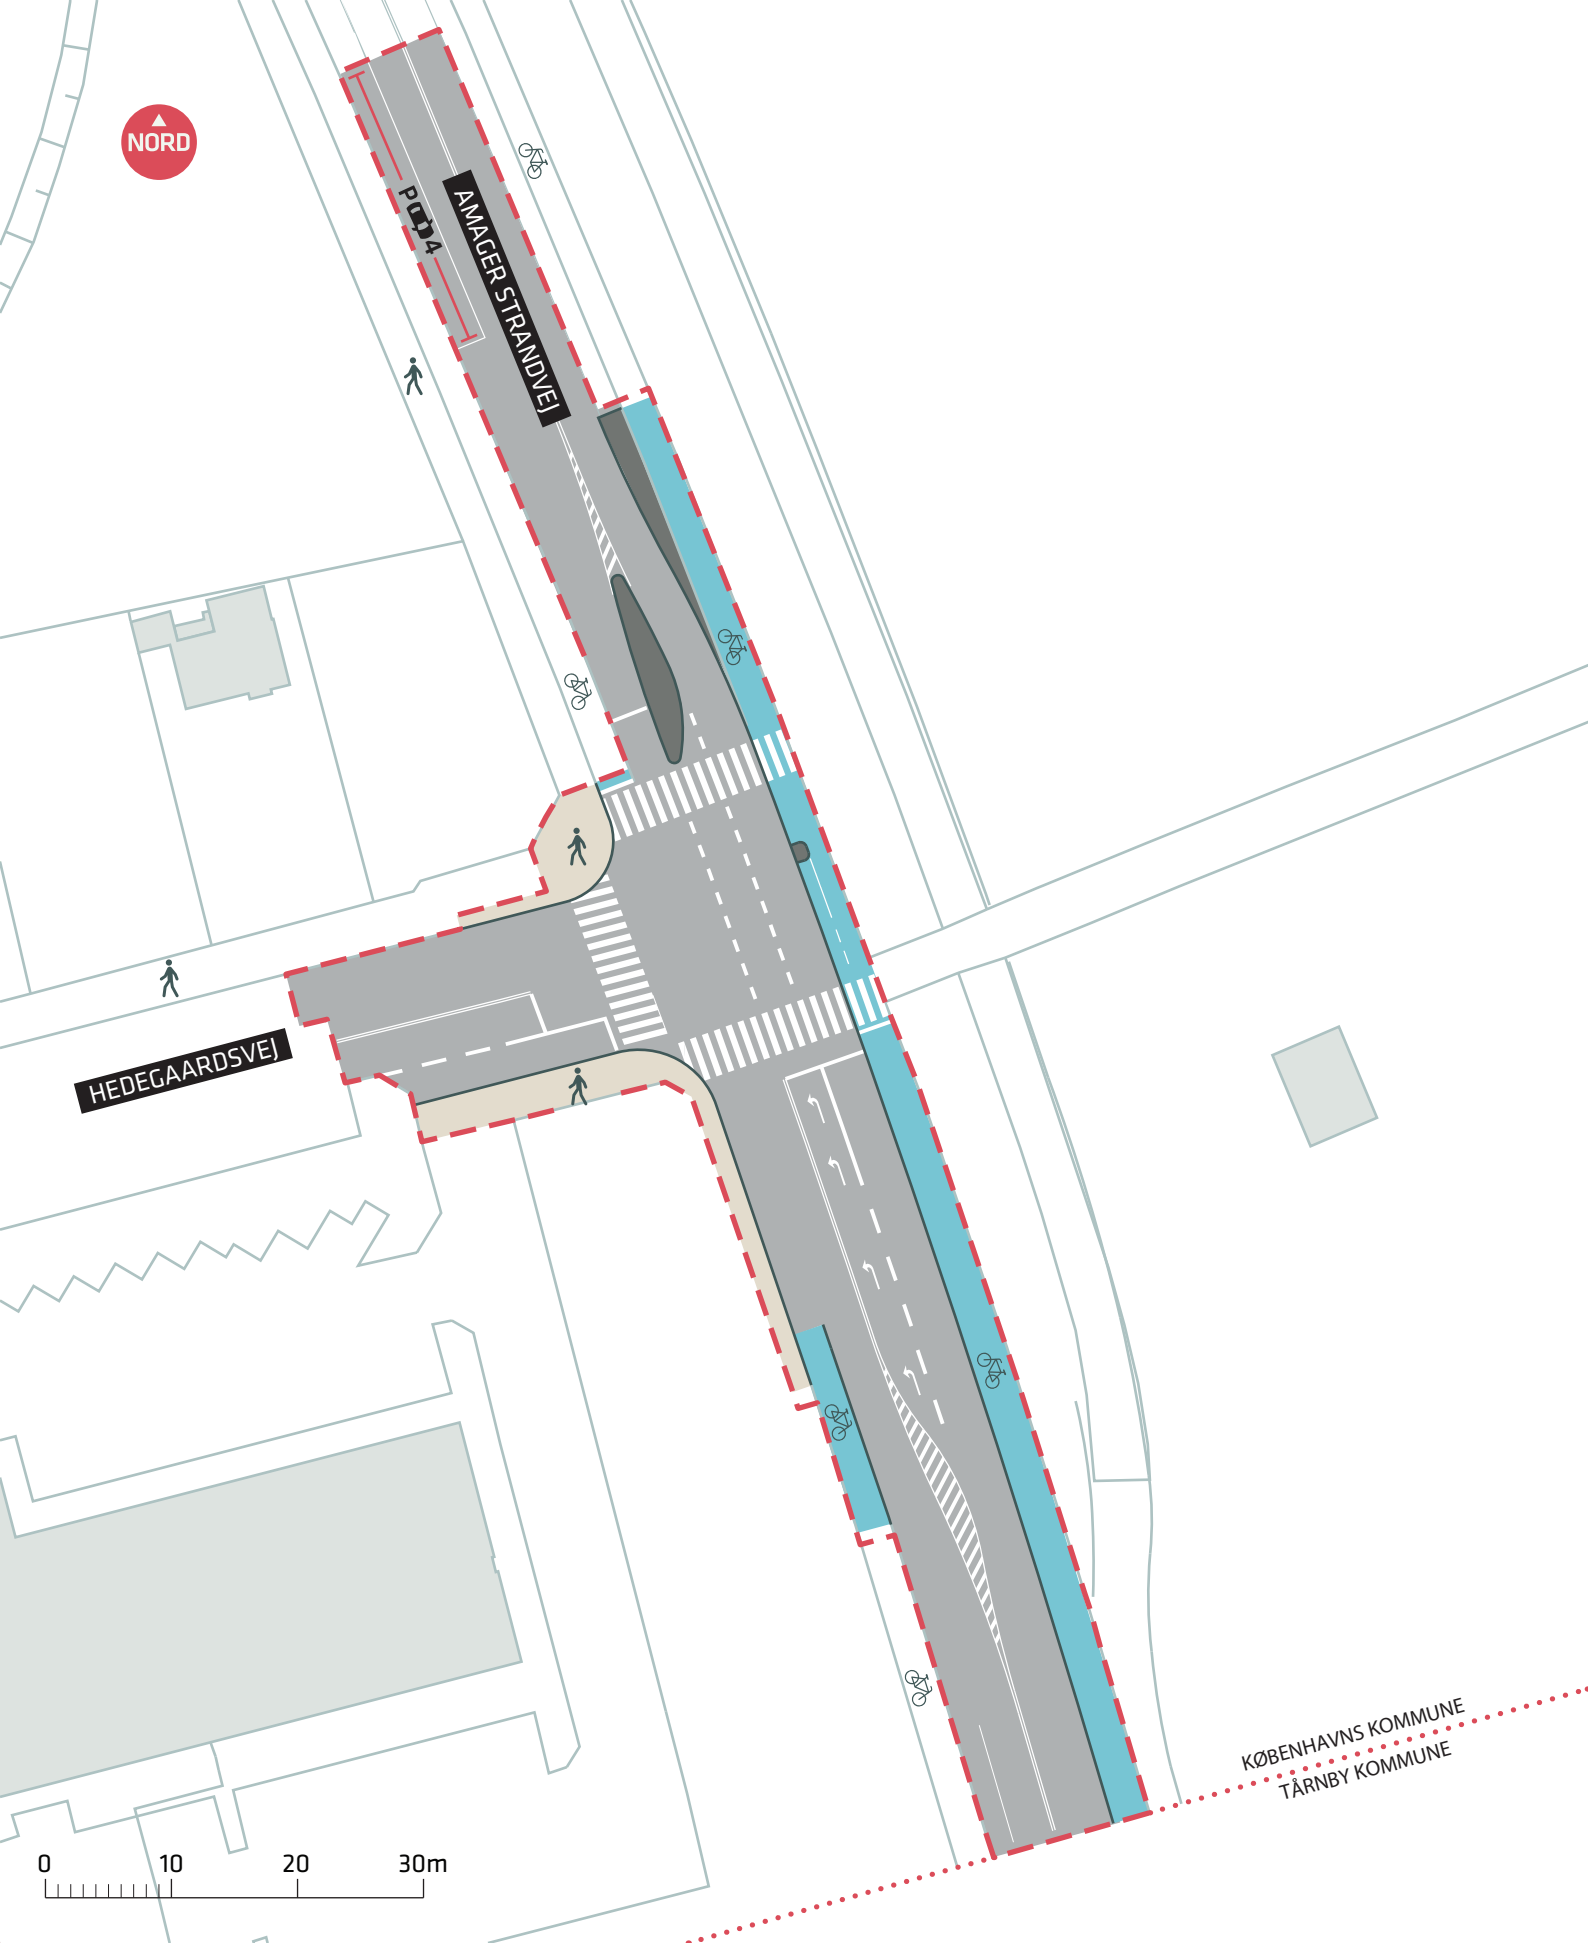 NORD
AMAGER STRANDVEJ
P 4
HEDEGAARDSVEJ
KØBENHAVNS KOMMUNE
TÅRNBY KOMMUNE
0 10 20 30m